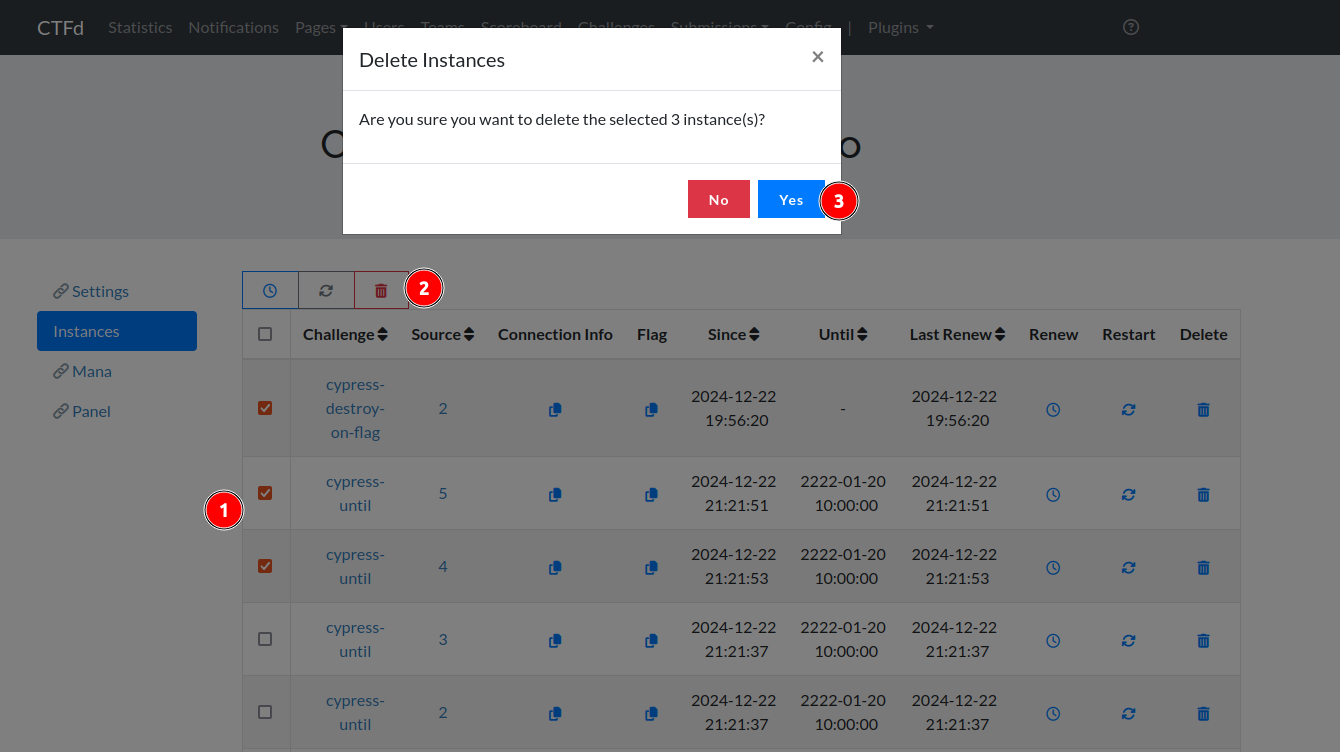 CTFd Statistics Notifications Pages Users Teams Scoreboard Challenges Submissions Config | Plugins
Delete Instances ×
Are you sure you want to delete the selected 3 instance(s)?
C o
No Yes 3
Settings
Instances
Mana
Panel
2
Challenge Source Connection Info Flag Since Until Last Renew Renew Restart Delete
cypress-destroy-on-flag 2 2024-12-22 19:56:20 - 2024-12-22 19:56:20
1
cypress-until 5 2024-12-22 21:21:51 2222-01-20 10:00:00 2024-12-22 21:21:51
cypress-until 4 2024-12-22 21:21:53 2222-01-20 10:00:00 2024-12-22 21:21:53
cypress-until 3 2024-12-22 21:21:37 2222-01-20 10:00:00 2024-12-22 21:21:37
cypress-until 2 2024-12-22 21:21:37 2222-01-20 10:00:00 2024-12-22 21:21:37